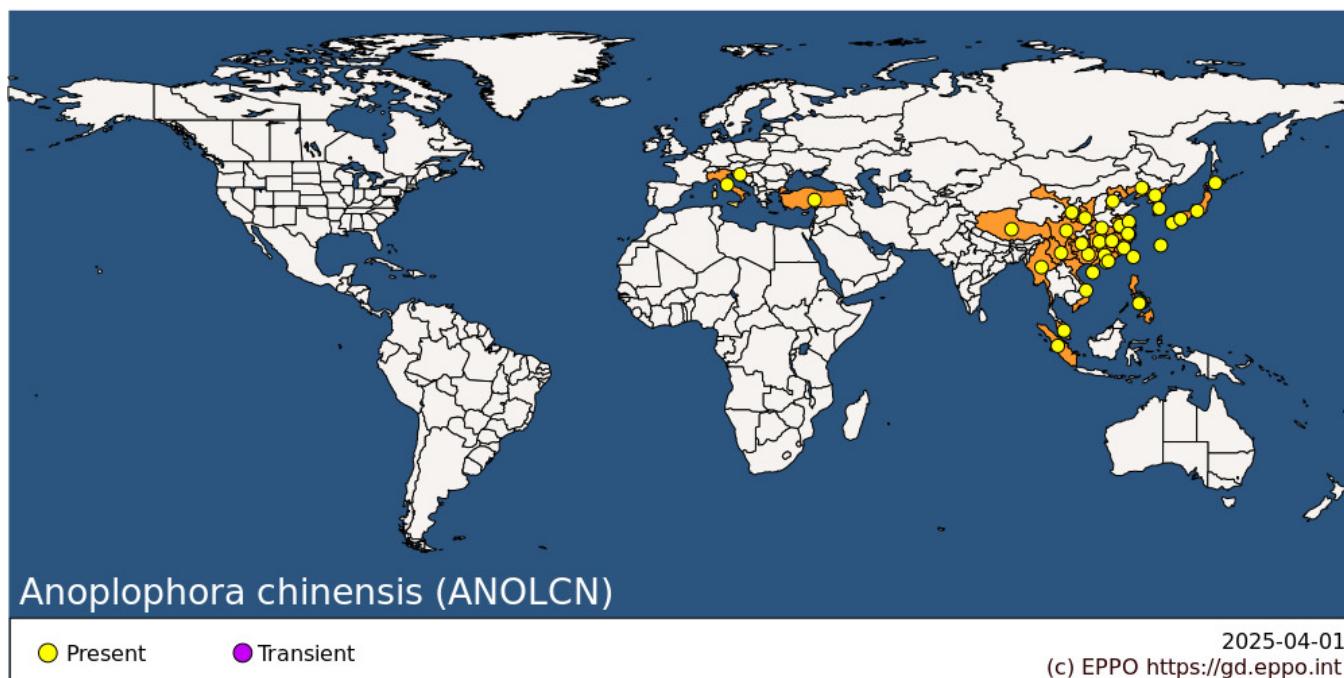 Anoplophora chinensis (ANOLCN)
Present
Transient
2025-04-01
(c) EPPO https://gd.eppo.int